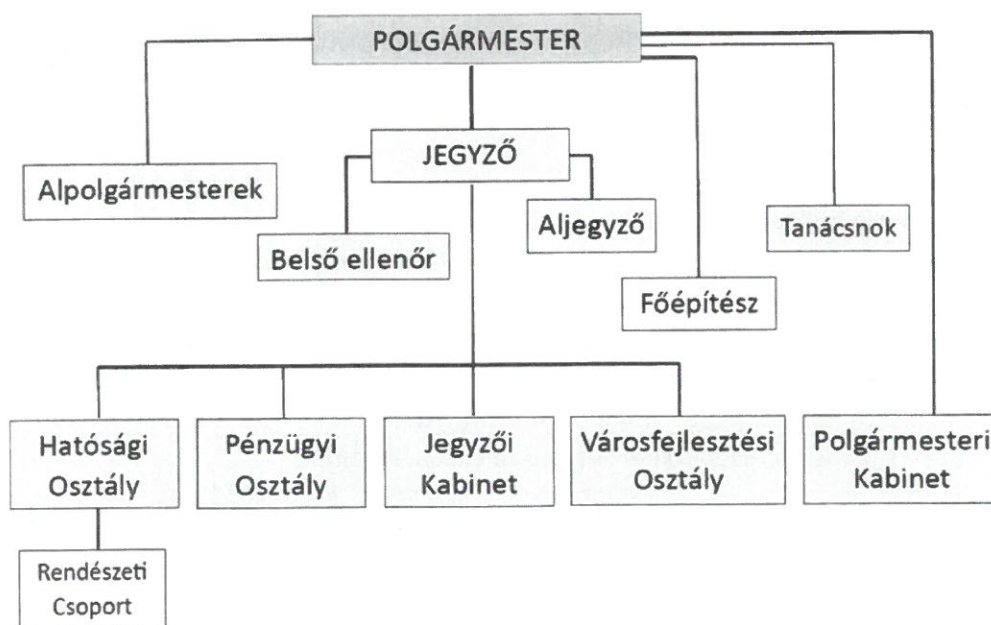 POLGÁRMESTER
JEGYZŐ
Alpolgármesterek
Aljegyző
Tanácsnok
Belső ellenőr
Főépítész
Hatósági
Osztály
Pénzügyi
Osztály
Jegyzői
Kabinet
Városfejlesztési
Osztály
Polgármesteri
Kabinet
Rendészeti
Csoport